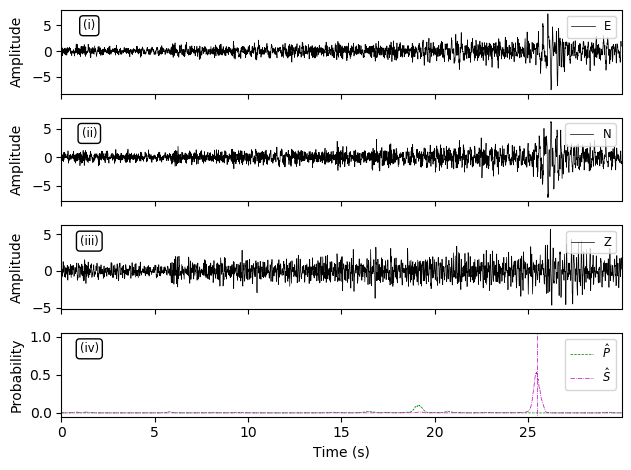 (i)
E
Amplitude
5
0
−5
(ii)
N
Amplitude
5
0
−5
(iii)
Z
Amplitude
5
0
−5
(iv)
P̂
Ŝ
Probability
1.0
0.5
0.0
0 5 10 15 20 25
Time (s)